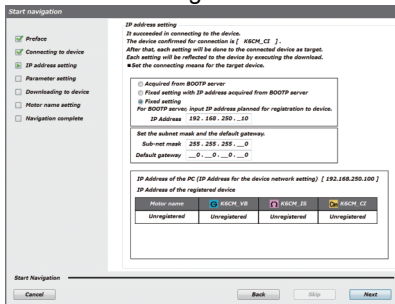 Start navigation
Preface
Connecting to device
IP address setting
Parameter setting
Downloading to device
Motor name setting
Navigation complete
IP address setting
It succeeded in connecting to the device.
The device confirmed for connection is [ K6CM_CI ] .
After that, each setting will be done to the connected device as target.
Each setting will be reflected to the device by executing the download.
■Set the connecting means for the target device.
Acquired from BOOTP server
Fixed setting with IP address acquired from BOOTP server
Fixed setting
For BOOTP server, input IP address planned for registration to device.
IP Address 192.168.250._10
Set the subnet mask and the default gateway.
Sub-net mask 255.255.255.__0
Default gateway __0.__0.__0.__0
IP Address of the PC (IP Address for the device network setting) [ 192.168.250.100 ]
IP Address of the registered device
Motor name K6CM_VB K6CM_IS K6CM_CI
Unregistered Unregistered Unregistered Unregistered
Start Navigation
Cancel Back Skip Next